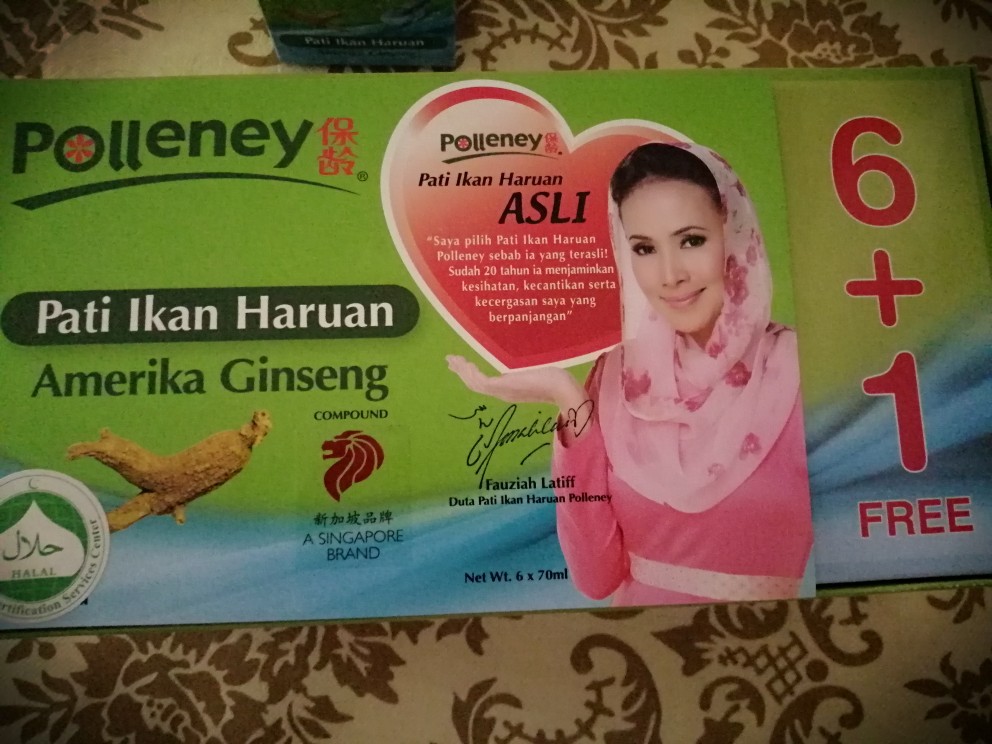 Pati Ikan Haruan
Polleney 保龄®
Polleney 保龄
Pati Ikan Haruan
ASLI
"Saya pilih Pati Ikan Haruan
Polleney sebab ia yang terasli!
Sudah 20 tahun ia menjaminkan
kesihatan, kecantikan serta
kecergasan saya yang
berpanjangan"
Pati Ikan Haruan
Amerika Ginseng
COMPOUND
新加坡品牌
A SINGAPORE
BRAND
Fauziah Latiff
Duta Pati Ikan Haruan Polleney
Net Wt. 6 x 70ml
حلال
HALAL
Services Center
6
+
1
FREE